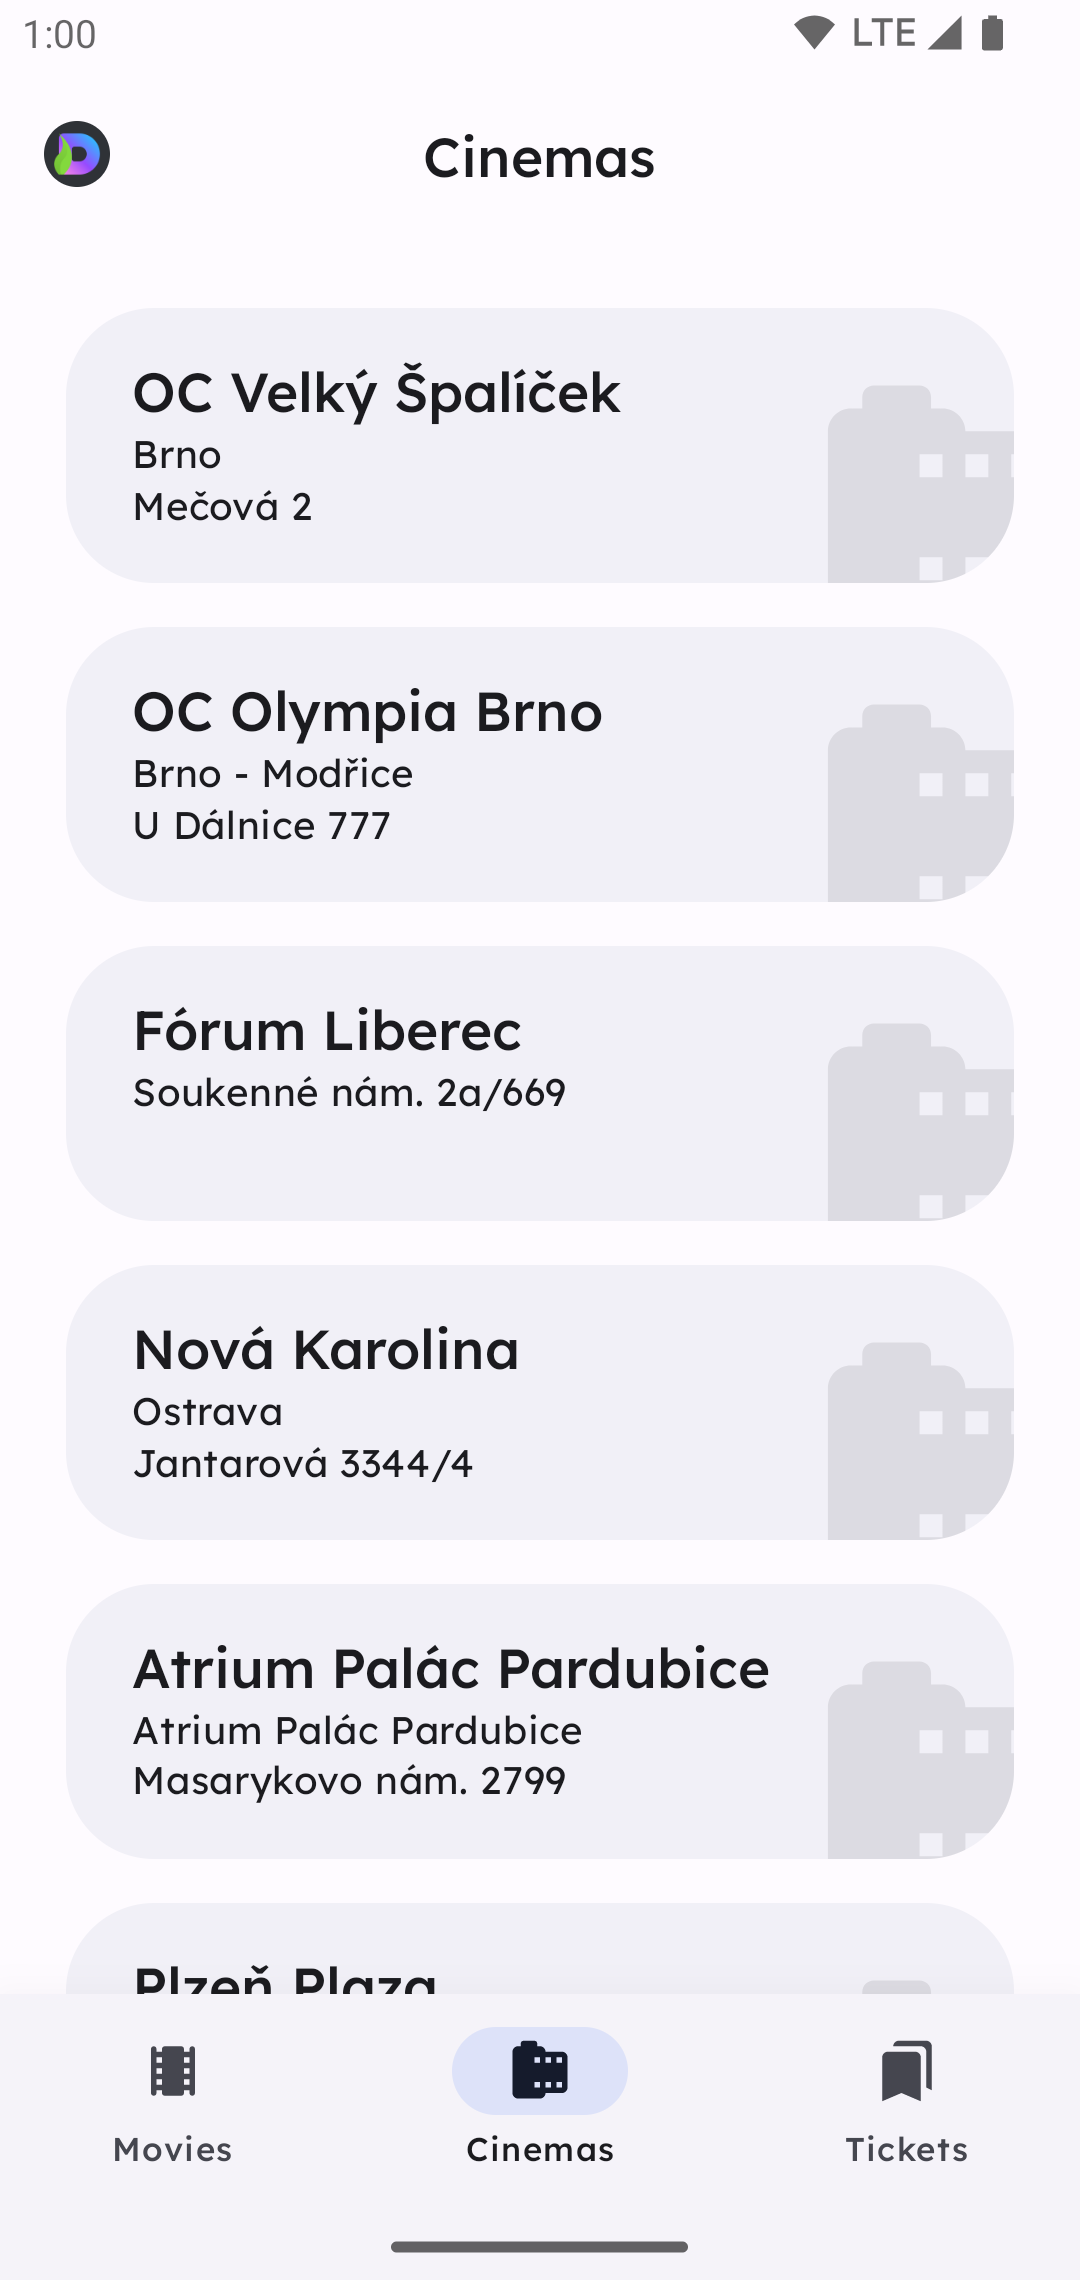 1:00
LTE
Cinemas
OC Velký Špalíček
Brno
Mečová 2
OC Olympia Brno
Brno - Modřice
U Dálnice 777
Fórum Liberec
Soukenné nám. 2a/669
Nová Karolina
Ostrava
Jantarová 3344/4
Atrium Palác Pardubice
Atrium Palác Pardubice
Masarykovo nám. 2799
Plzeň Plaza
Movies
Cinemas
Tickets